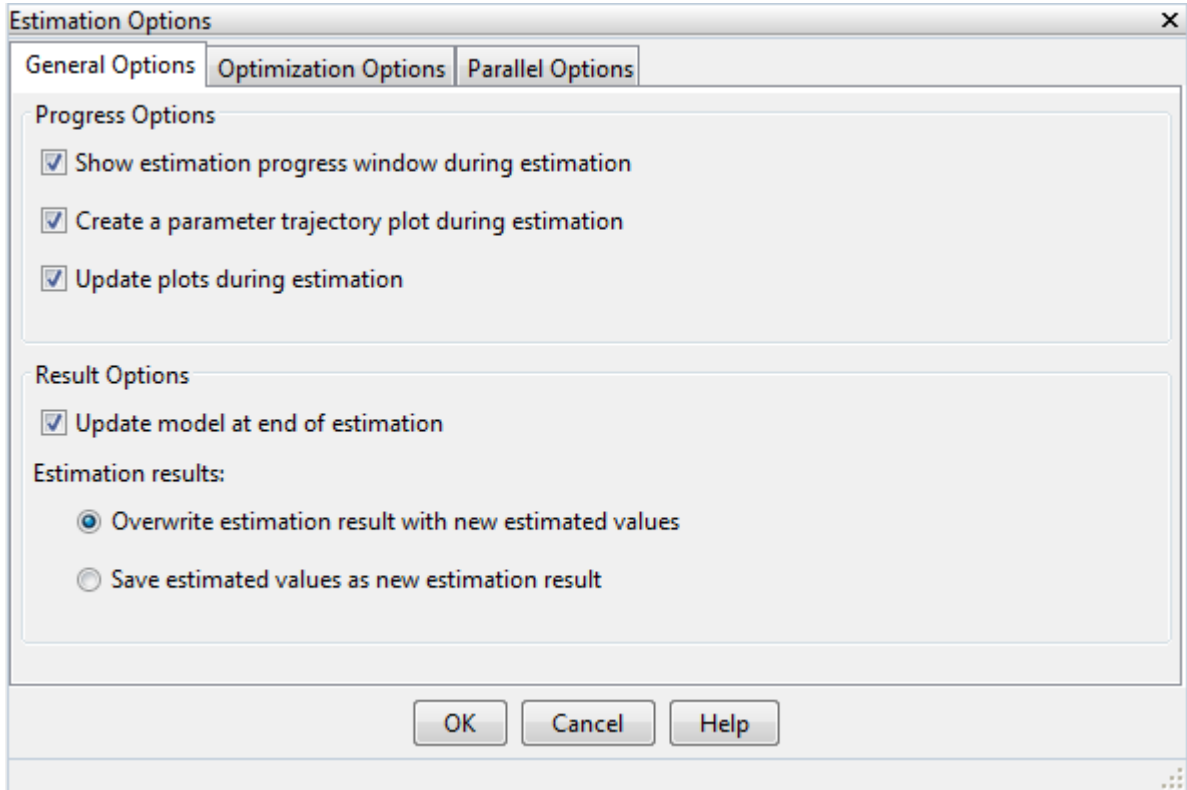 Estimation Options
General Options Optimization Options Parallel Options
Progress Options
Show estimation progress window during estimation
Create a parameter trajectory plot during estimation
Update plots during estimation
Result Options
Update model at end of estimation
Estimation results:
Overwrite estimation result with new estimated values
Save estimated values as new estimation result
OK Cancel Help